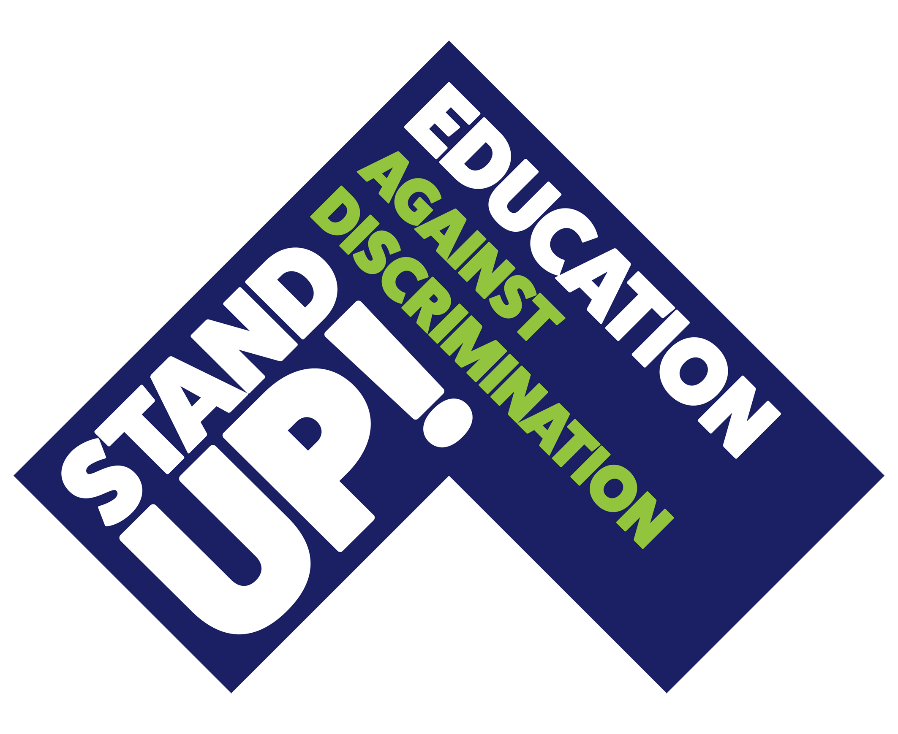 STAND
UP!
EDUCATION
AGAINST
DISCRIMINATION